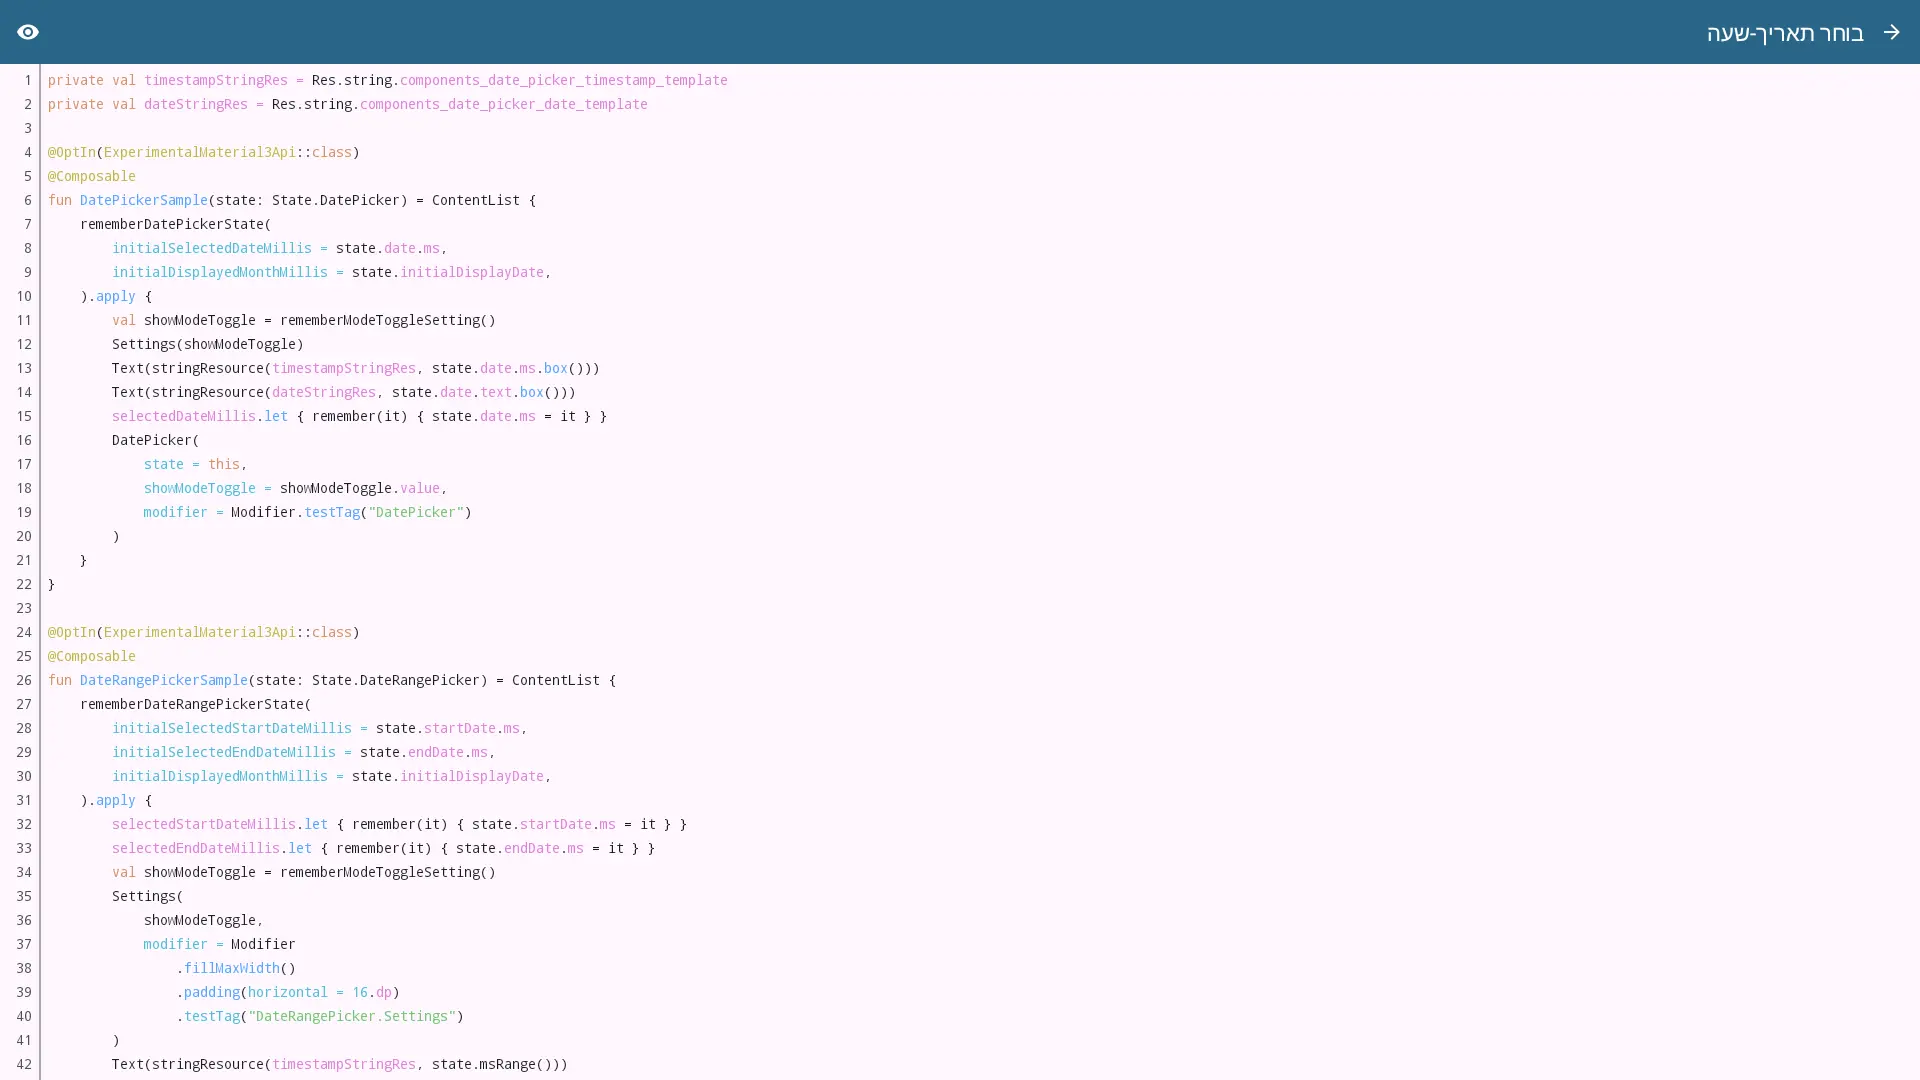 בוחר תאריך-שעה
1 private val timestampStringRes = Res.string.components_date_picker_timestamp_template
2 private val dateStringRes = Res.string.components_date_picker_date_template
3
4 @OptIn(ExperimentalMaterial3Api::class)
5 @Composable
6 fun DatePickerSample(state: State.DatePicker) = ContentList {
7     rememberDatePickerState(
8         initialSelectedDateMillis = state.date.ms,
9         initialDisplayedMonthMillis = state.initialDisplayDate,
10     ).apply {
11         val showModeToggle = rememberModeToggleSetting()
12         Settings(showModeToggle)
13         Text(stringResource(timestampStringRes, state.date.ms.box()))
14         Text(stringResource(dateStringRes, state.date.text.box()))
15         selectedDateMillis.let { remember(it) { state.date.ms = it } }
16         DatePicker(
17             state = this,
18             showModeToggle = showModeToggle.value,
19             modifier = Modifier.testTag("DatePicker")
20         )
21     }
22 }
23
24 @OptIn(ExperimentalMaterial3Api::class)
25 @Composable
26 fun DateRangePickerSample(state: State.DateRangePicker) = ContentList {
27     rememberDateRangePickerState(
28         initialSelectedStartDateMillis = state.startDate.ms,
29         initialSelectedEndDateMillis = state.endDate.ms,
30         initialDisplayedMonthMillis = state.initialDisplayDate,
31     ).apply {
32         selectedStartDateMillis.let { remember(it) { state.startDate.ms = it } }
33         selectedEndDateMillis.let { remember(it) { state.endDate.ms = it } }
34         val showModeToggle = rememberModeToggleSetting()
35         Settings(
36             showModeToggle,
37             modifier = Modifier
38                 .fillMaxWidth()
39                 .padding(horizontal = 16.dp)
40                 .testTag("DateRangePicker.Settings")
41         )
42         Text(stringResource(timestampStringRes, state.msRange()))